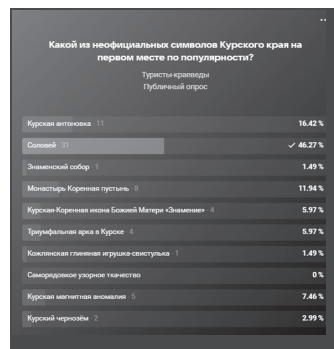 Какой из неофициальных символов Курского края на
первом месте по популярности?
Туристы-краеведы
Публичный опрос
Курская антоновка · 11 16.42 %
Соловей · 31 46.27 %
Знаменский собор · 1 1.49 %
Монастырь Коренная пустынь · 8 11.94 %
Курская-Коренная икона Божией Матери «Знамение» · 4 5.97 %
Триумфальная арка в Курске · 4 5.97 %
Кожлянская глиняная игрушка-свистулька · 1 1.49 %
Саморядковое узорное ткачество 0 %
Курская магнитная аномалия · 5 7.46 %
Курский чернозём · 2 2.99 %